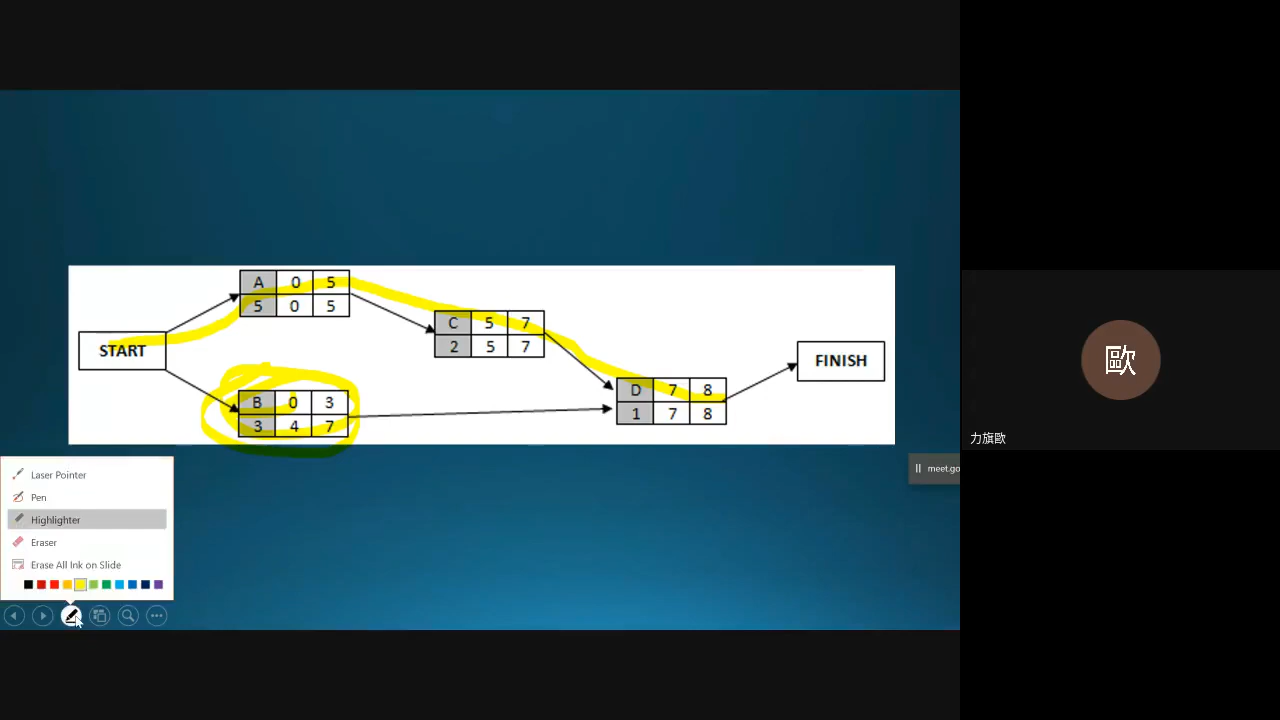 A 0 5
5 0 5
C 5 7
2 5 7
START
FINISH
D 7 8
1 7 8
B 0 3
3 4 7
Laser Pointer
Pen
Highlighter
Eraser
Erase All Ink on Slide
meet.go
力旗歐
歐